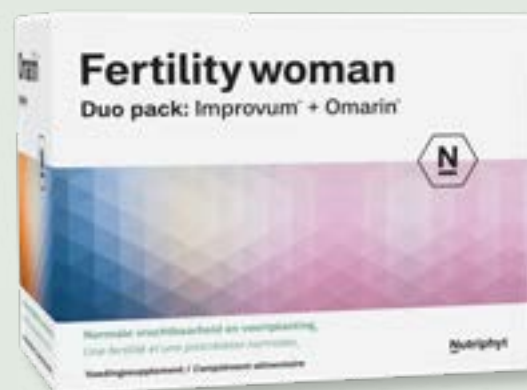 Fertility woman
Duo pack: Improvum® + Omarin®
N
Normale vruchtbaarheid en voortplanting.
Une fertilité et une procréation normales.
Voedingssupplement / Complément alimentaire
Nutriphyt